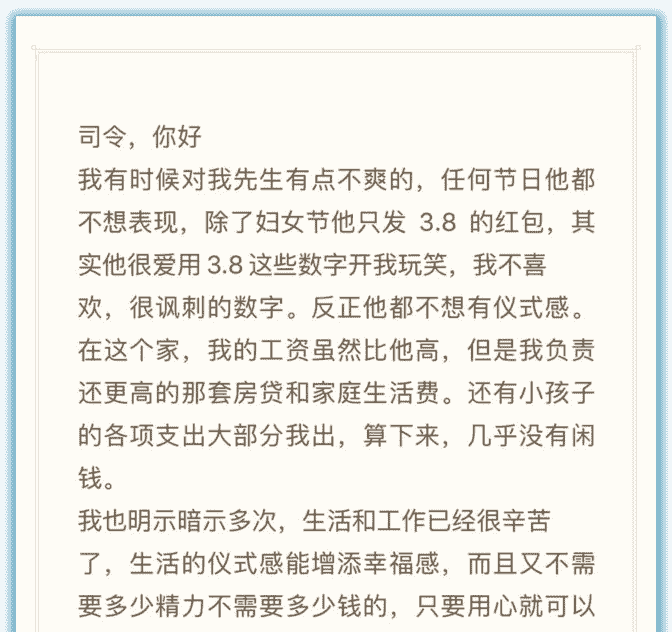 司令，你好
我有时候对我先生有点不爽的，任何节日他都
不想表现，除了妇女节他只发 3.8 的红包，其
实他很爱用 3.8 这些数字开我玩笑，我不喜
欢，很讽刺的数字。反正他都不想有仪式感。
在这个家，我的工资虽然比他高，但是我负责
还更高的那套房贷和家庭生活费。还有小孩子
的各项支出大部分我出，算下来，几乎没有闲
钱。
我也明示暗示多次，生活和工作已经很辛苦
了，生活的仪式感能增添幸福感，而且又不需
要多少精力不需要多少钱的，只要用心就可以